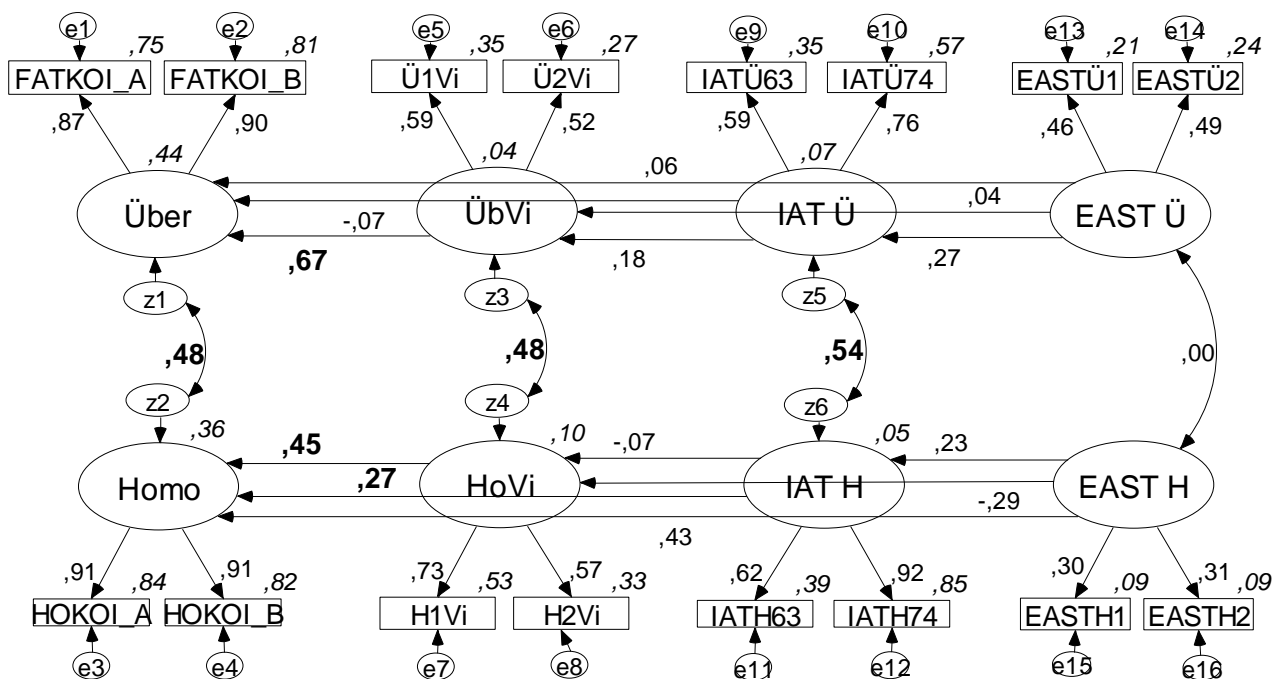 e1 e2 e5 e6 e9 e10 e13 e14
,75 ,81 ,35 ,27 ,35 ,57 ,21 ,24
FATKOI_A FATKOI_B Ü1Vi Ü2Vi IATÜ63 IATÜ74 EASTÜ1 EASTÜ2
,87 ,90 ,59 ,52 ,59 ,76 ,46 ,49
,44 ,04 ,07
,06
Über ÜbVi IAT Ü EAST Ü
-,07 ,04
,67 ,18 ,27
z1 z3 z5
,48 ,48 ,54 ,00
z2 z4 z6
,36 ,45 ,10 -,07 ,05 ,23
Homo ,27 HoVi IAT H EAST H
-,29
,43
,91 ,91 ,73 ,57 ,62 ,92 ,30 ,31
,84 ,82 ,53 ,33 ,39 ,85 ,09 ,09
HOKOI_A HOKOI_B H1Vi H2Vi IATH63 IATH74 EASTH1 EASTH2
e3 e4 e7 e8 e11 e12 e15 e16